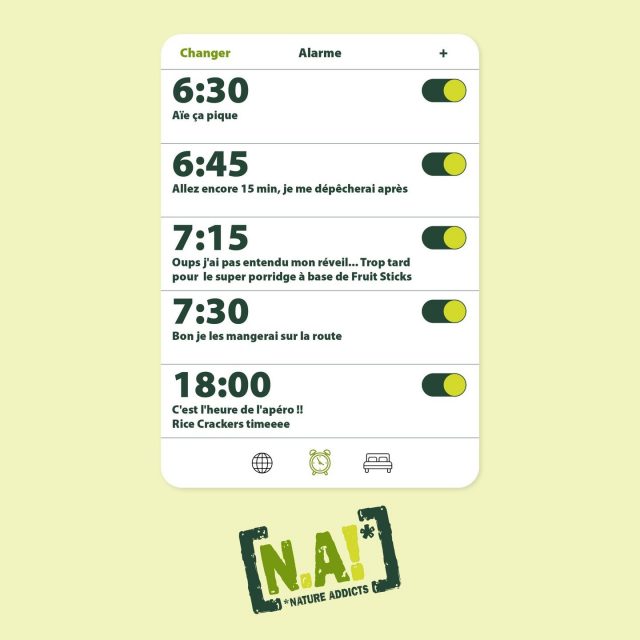 Changer Alarme +
6:30
Aïe ça pique
6:45
Allez encore 15 min, je me dépêcherai après
7:15
Oups j'ai pas entendu mon réveil... Trop tard
pour le super porridge à base de Fruit Sticks
7:30
Bon je les mangerai sur la route
18:00
C'est l'heure de l'apéro !!
Rice Crackers timeeee
[N.A!*]
*NATURE ADDICTS